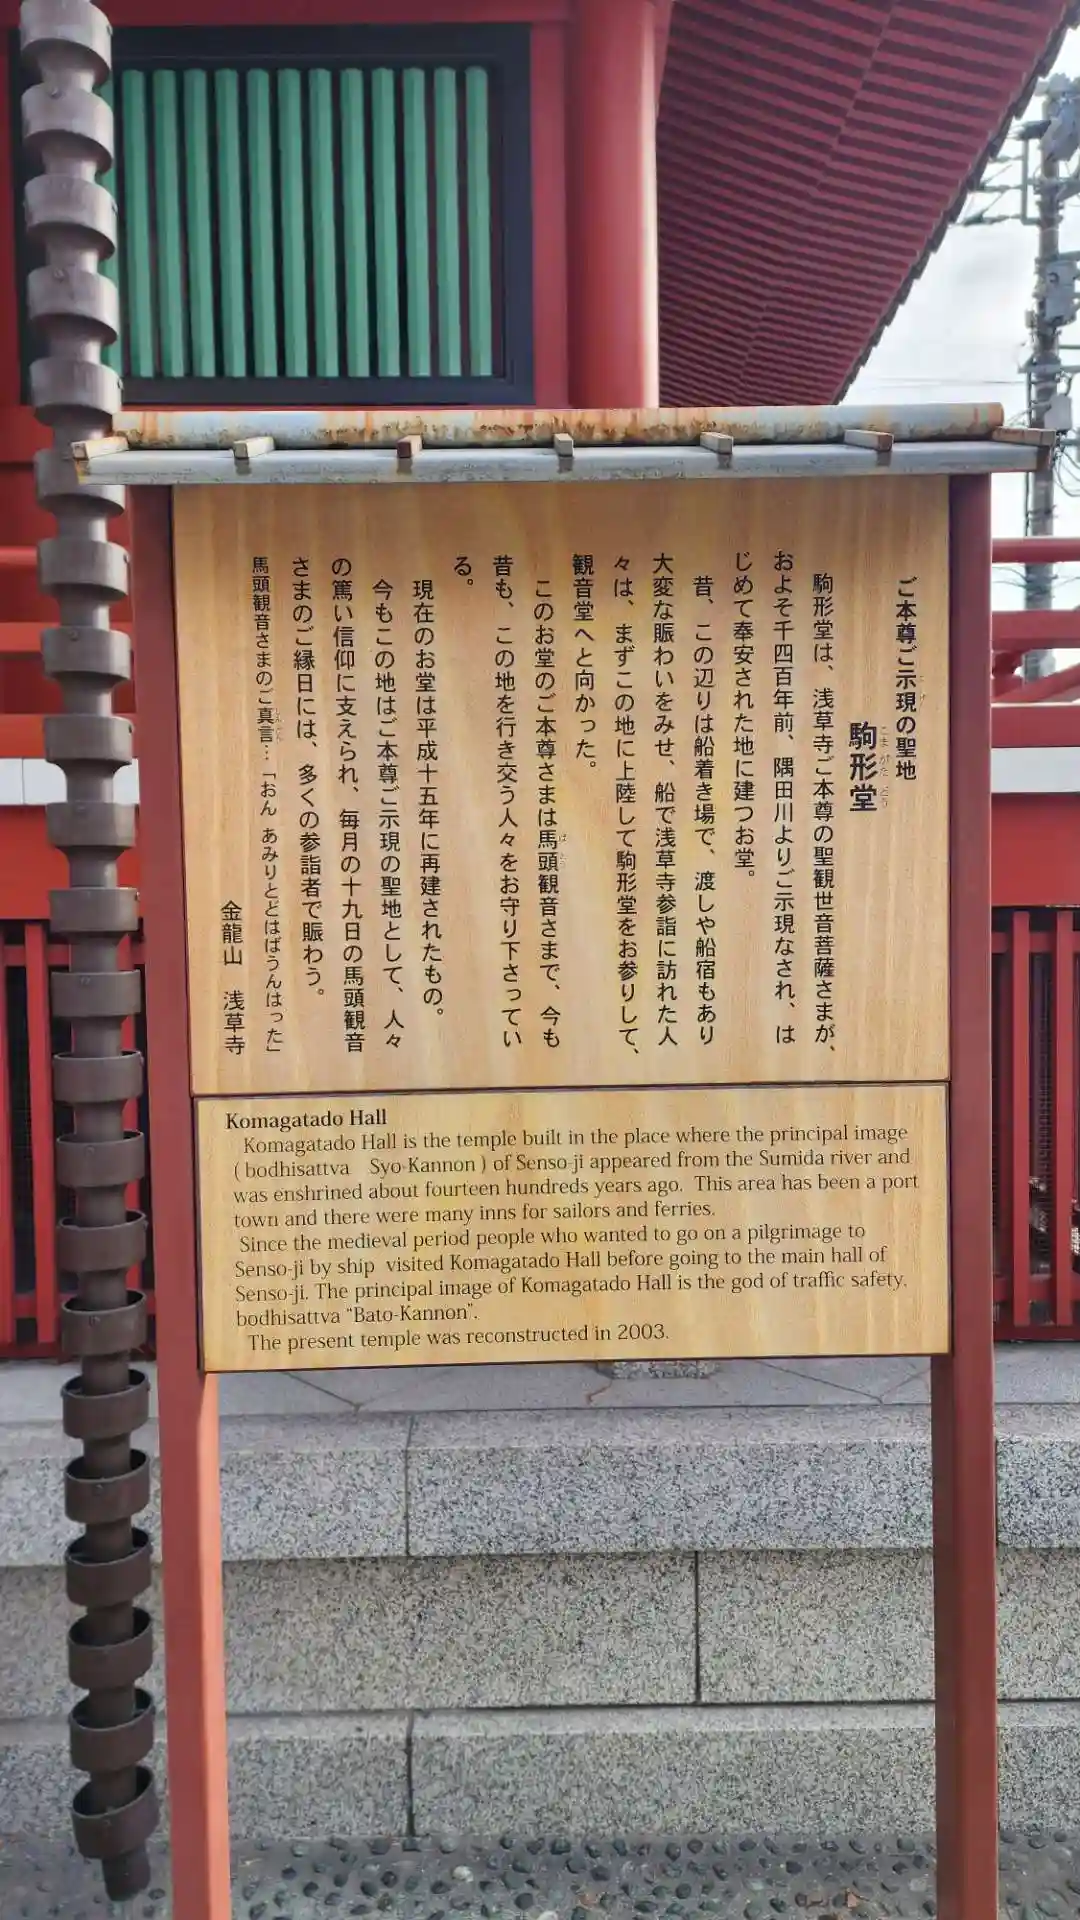 ご本尊ご示現の聖地
駒形堂
駒形堂は、浅草寺ご本尊の聖観世音菩薩さまが、
およそ千四百年前、隅田川よりご示現なされ、は
じめて奉安された地に建つお堂。
昔、この辺りは船着き場で、渡しや船宿もあり
大変な賑わいをみせ、船で浅草寺参詣に訪れた人
々は、まずこの地に上陸して駒形堂をお参りして、
観音堂へと向かった。
このお堂のご本尊さまは馬頭観音さまで、今も
昔も、この地を行き交う人々をお守り下さってい
る。
現在のお堂は平成十五年に再建されたもの。
今もこの地はご本尊ご示現の聖地として、人々
の篤い信仰に支えられ、毎月の十九日の馬頭観音
さまのご縁日には、多くの参詣者で賑わう。
馬頭観音さまのご真言…「おん あみりとどはばうんはった」
金龍山 浅草寺
Komagatado Hall
Komagatado Hall is the temple built in the place where the principal image
( bodhisattva Syo-Kannon ) of Senso-ji appeared from the Sumida river and
was enshrined about fourteen hundreds years ago. This area has been a port
town and there were many inns for sailors and ferries.
Since the medieval period people who wanted to go on a pilgrimage to
Senso-ji by ship visited Komagatado Hall before going to the main hall of
Senso-ji. The principal image of Komagatado Hall is the god of traffic safety,
bodhisattva "Bato-Kannon".
The present temple was reconstructed in 2003.